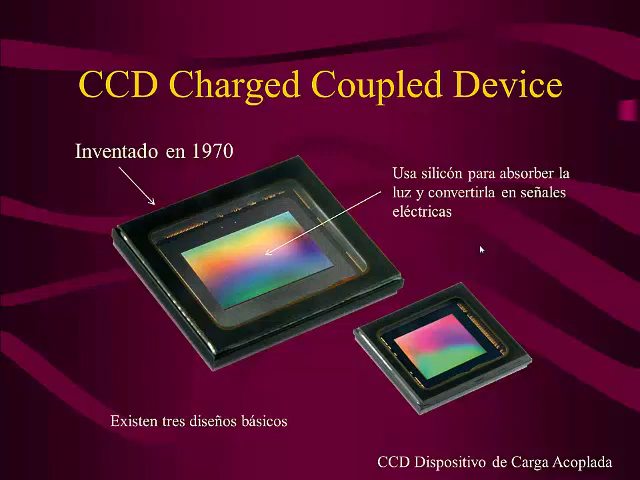 CCD Charged Coupled Device
Inventado en 1970
Usa silicón para absorber la
luz y convertirla en señales
eléctricas
Existen tres diseños básicos
CCD Dispositivo de Carga Acoplada